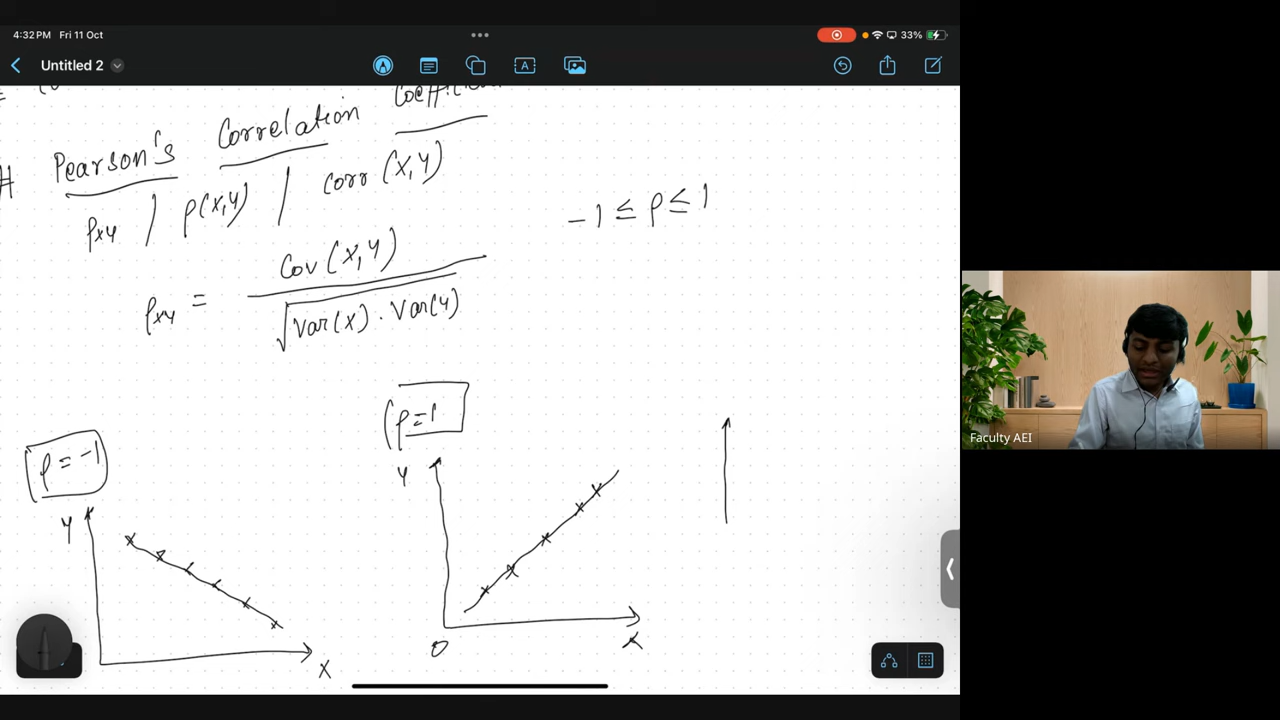 4:32 PM Fri 11 Oct
33%
Untitled 2
A
Pearson's Correlation
ρxy / ρ(x,y) / corr (x,y)
-1 ≤ ρ ≤ 1
ρxy = Cov (x,y)
√Var(x) · Var(y)
ρ = -1
ρ = 1
Y
Y
O
X
X
Faculty AEI